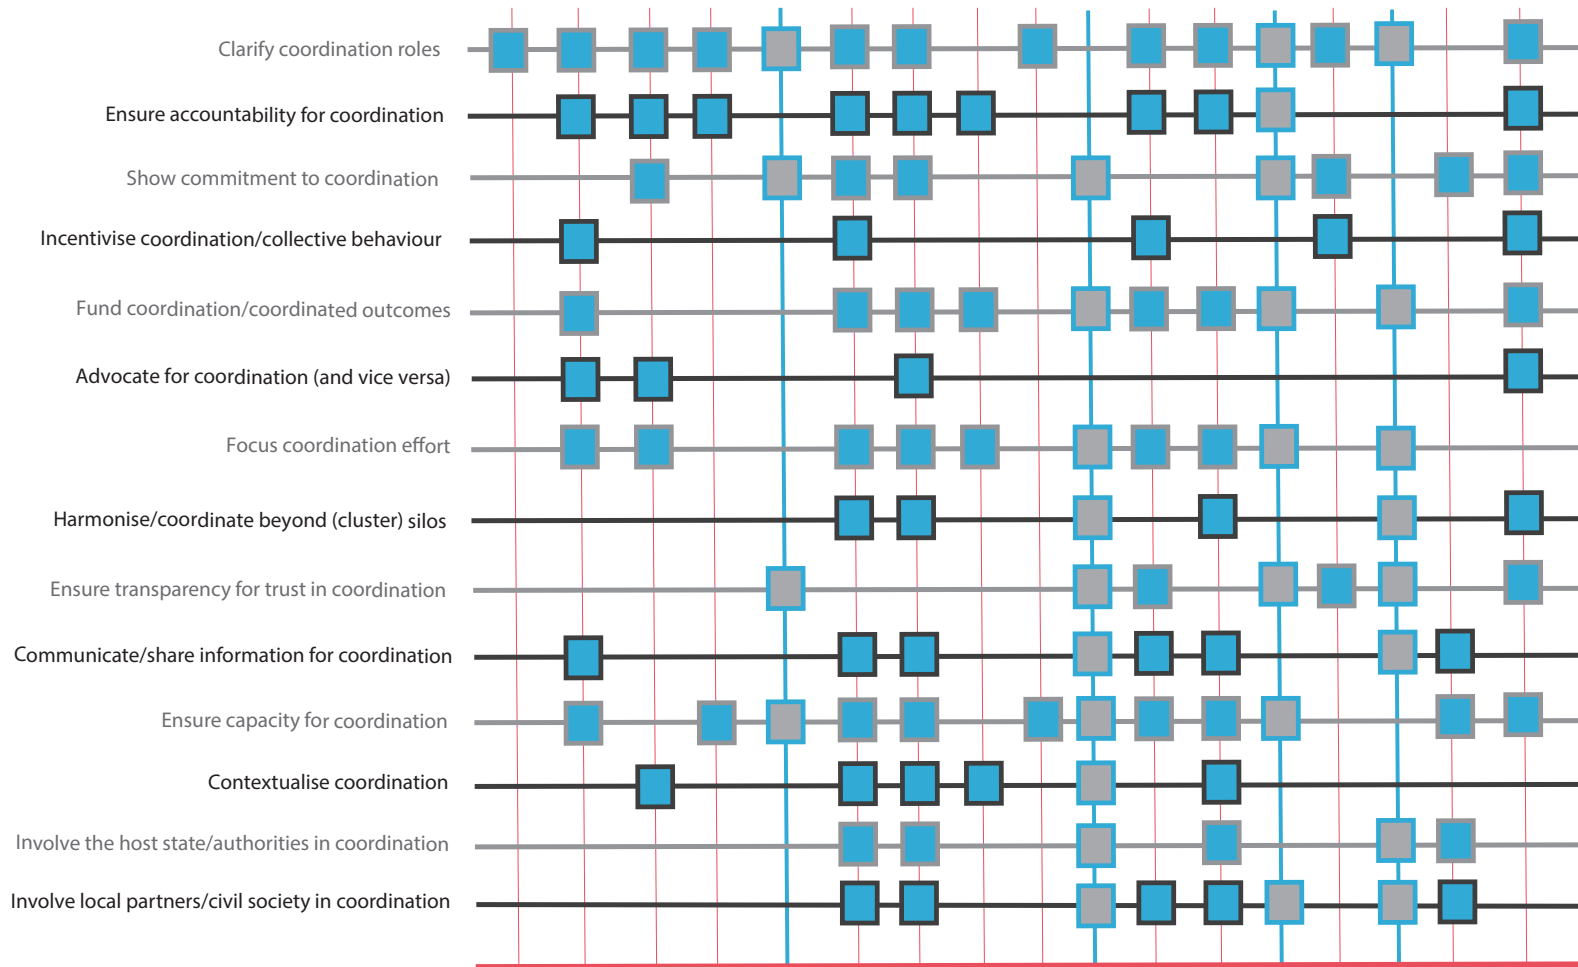 Clarify coordination roles
Ensure accountability for coordination
Show commitment to coordination
Incentivise coordination/collective behaviour
Fund coordination/coordinated outcomes
Advocate for coordination (and vice versa)
Focus coordination effort
Harmonise/coordinate beyond (cluster) silos
Ensure transparency for trust in coordination
Communicate/share information for coordination
Ensure capacity for coordination
Contextualise coordination
Involve the host state/authorities in coordination
Involve local partners/civil society in coordination